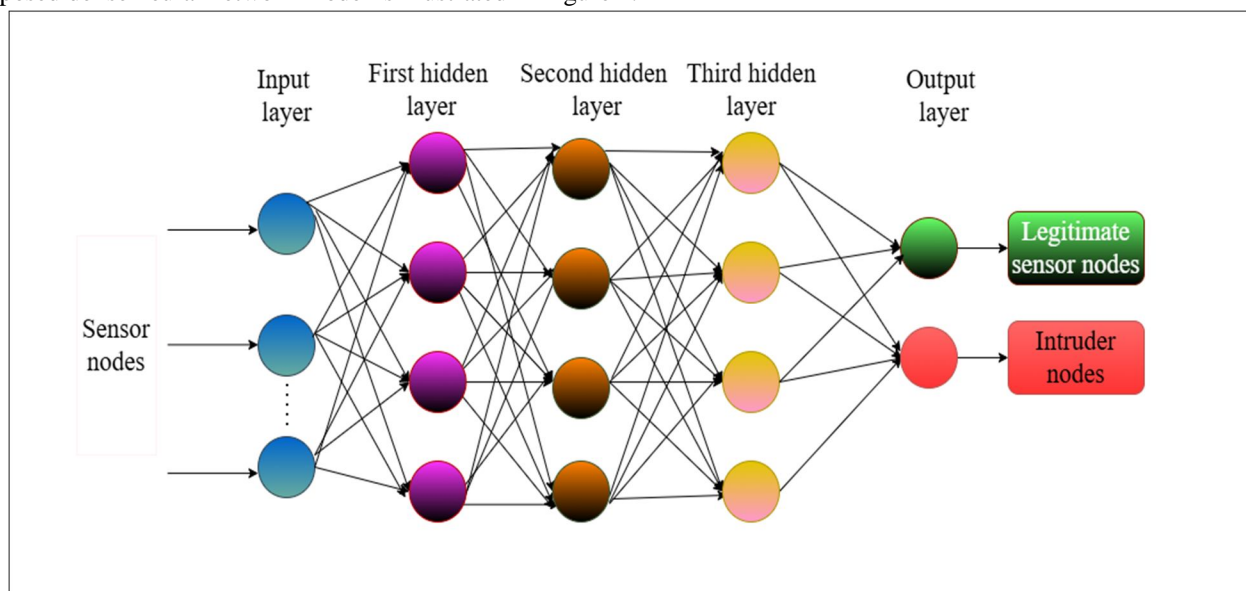 Input
layer
First hidden
layer
Second hidden
layer
Third hidden
layer
Output
layer
Sensor
nodes
Legitimate
sensor nodes
Intruder
nodes